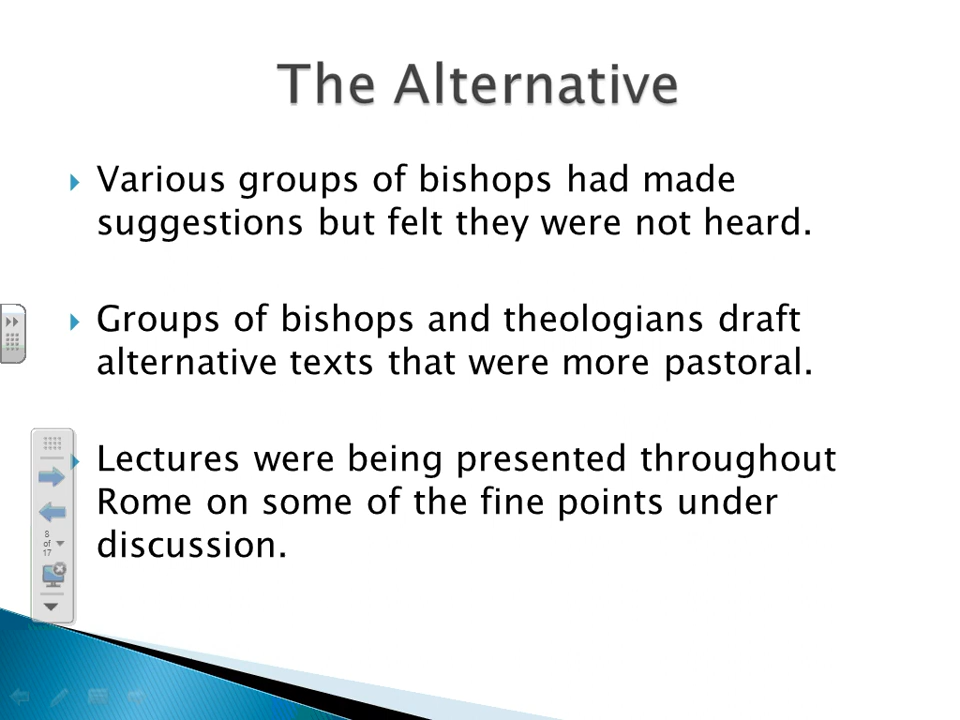 The Alternative
Various groups of bishops had made
suggestions but felt they were not heard.
Groups of bishops and theologians draft
alternative texts that were more pastoral.
Lectures were being presented throughout
Rome on some of the fine points under
discussion.
S
of
17